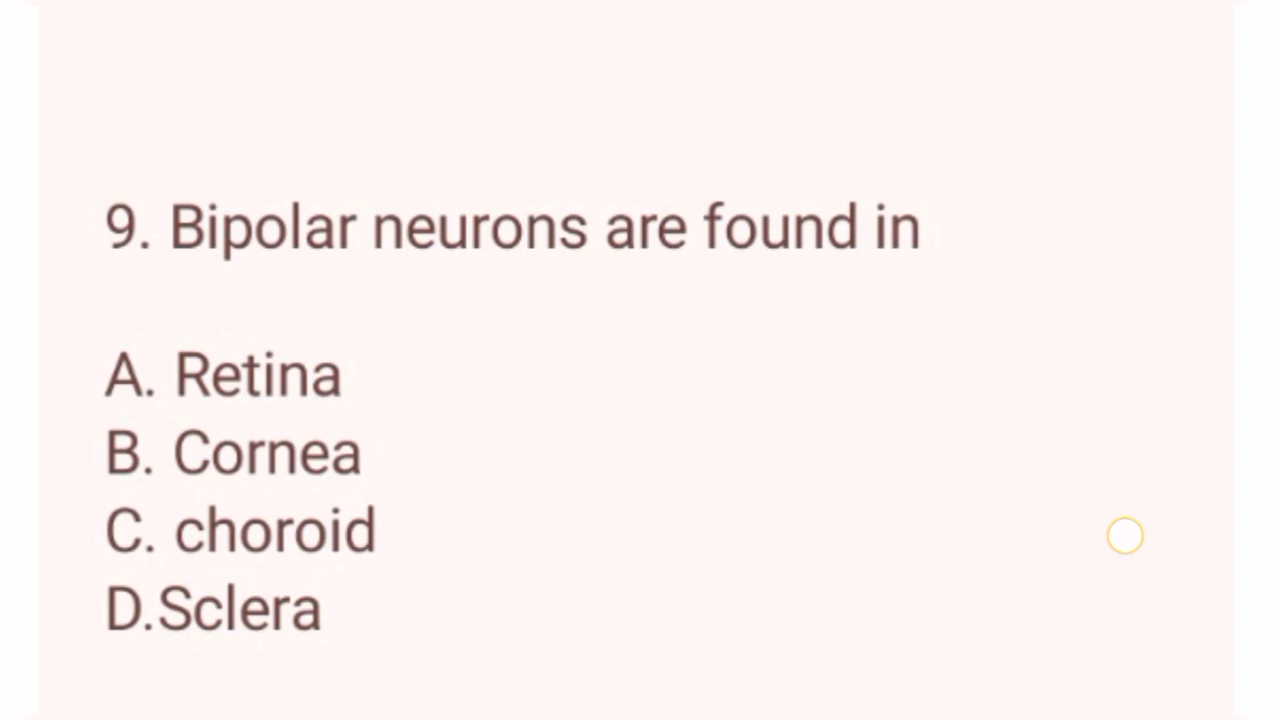 9. Bipolar neurons are found in
A. Retina
B. Cornea
C. choroid
D.Sclera